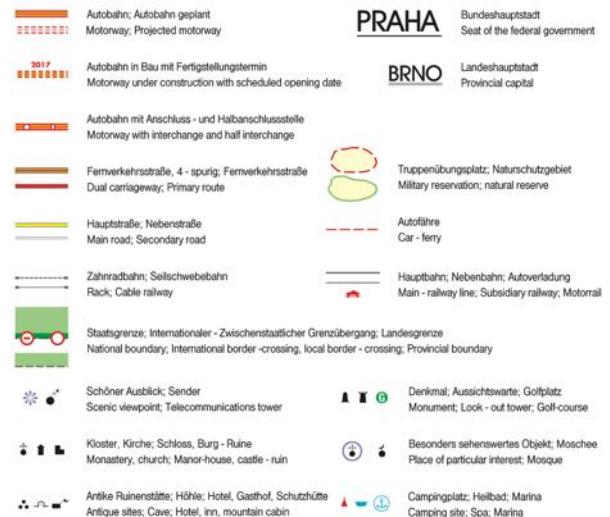 Autobahn; Autobahn geplant
Motorway; Projected motorway
PRAHA
Bundeshauptstadt
Seat of the federal government
2017
Autobahn in Bau mit Fertigstellungstermin
Motorway under construction with scheduled opening date
BRNO
Landeshauptstadt
Provincial capital
Autobahn mit Anschluss - und Halbanschlussstelle
Motorway with interchange and half interchange
Fernverkehrsstraße, 4 - spurig; Fernverkehrsstraße
Dual carriageway; Primary route
Truppenübungsplatz; Naturschutzgebiet
Military reservation; natural reserve
Hauptstraße; Nebenstraße
Main road; Secondary road
Autofähre
Car - ferry
Zahnradbahn; Seilschwebebahn
Rack; Cable railway
Hauptbahn; Nebenbahn; Autoverladung
Main - railway line; Subsidiary railway; Motorrail
Staatsgrenze; Internationaler - Zwischenstaatlicher Grenzübergang; Landesgrenze
National boundary; International border -crossing, local border - crossing; Provincial boundary
Schöner Ausblick; Sender
Scenic viewpoint; Telecommunications tower
G
Denkmal; Aussichtswarte; Golfplatz
Monument; Look - out tower; Golf-course
Kloster, Kirche; Schloss, Burg - Ruine
Monastery, church; Manor-house, castle - ruin
Besonders sehenswertes Objekt; Moschee
Place of particular interest; Mosque
Antike Ruinenstätte; Höhle; Hotel, Gasthof, Schutzhütte
Antique sites; Cave; Hotel, inn, mountain cabin
Campingplatz; Heilbad; Marina
Camping site; Spa; Marina